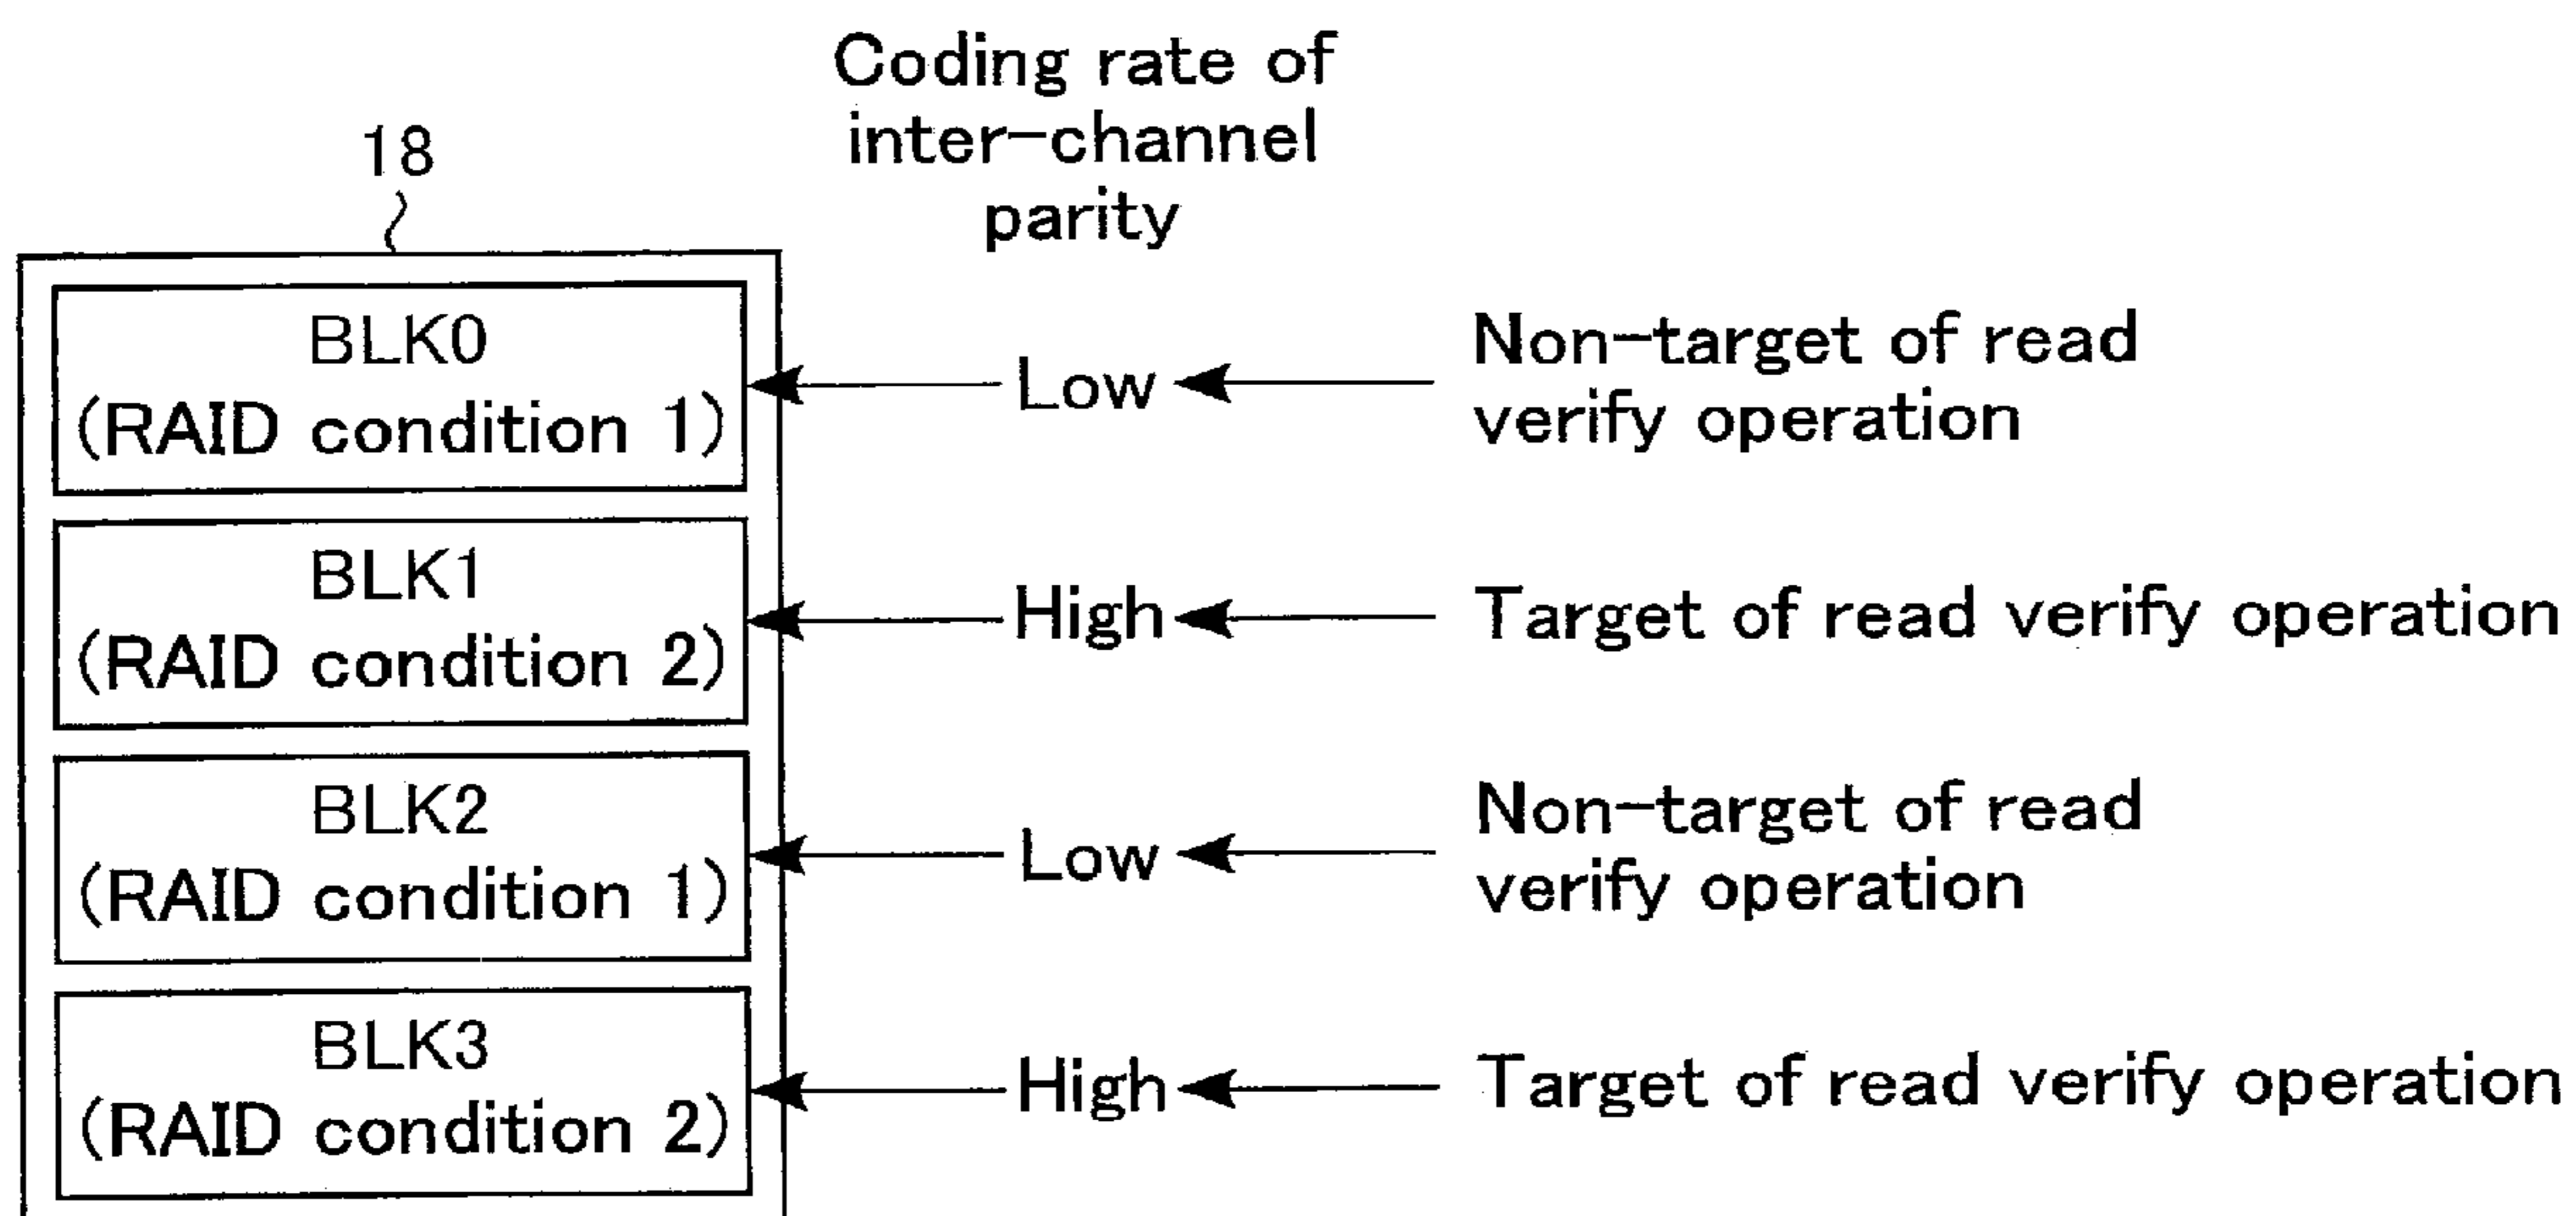 Coding rate of
inter-channel
parity
18
BLK0
(RAID condition 1)
Low
Non-target of read
verify operation
BLK1
(RAID condition 2)
High
Target of read verify operation
BLK2
(RAID condition 1)
Low
Non-target of read
verify operation
BLK3
(RAID condition 2)
High
Target of read verify operation